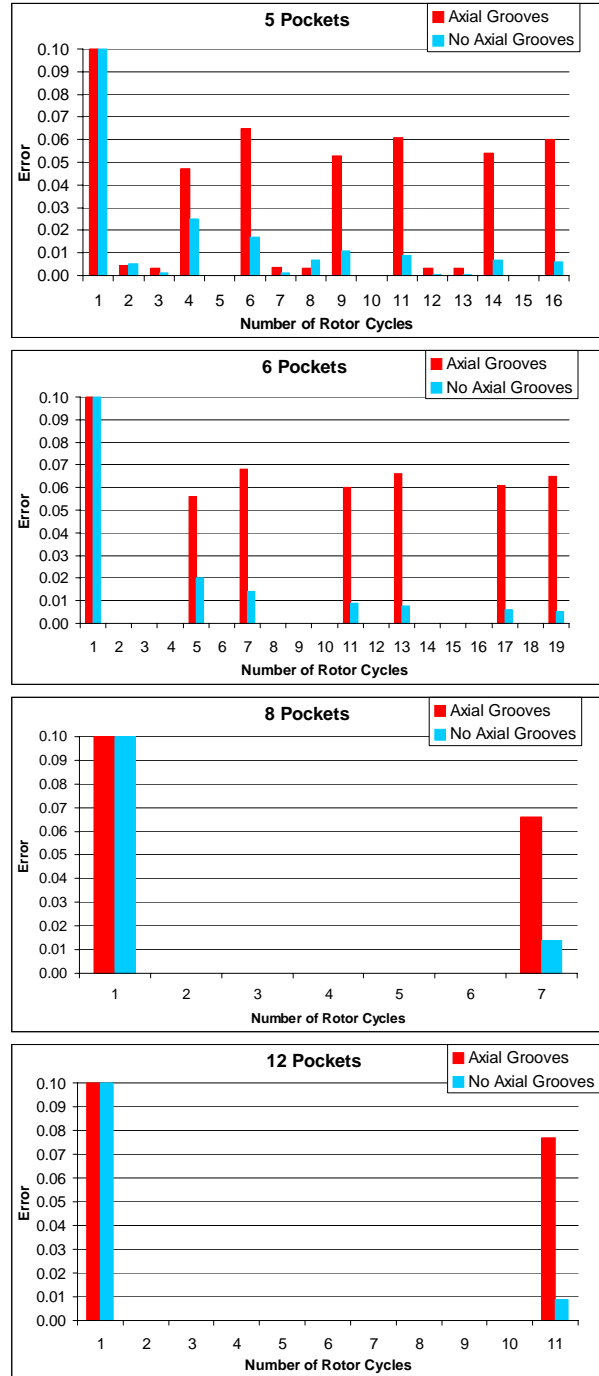 5 Pockets
Axial Grooves
No Axial Grooves
0.10
0.09
0.08
0.07
0.06
0.05
0.04
0.03
0.02
0.01
0.00
Error
1 2 3 4 5 6 7 8 9 10 11 12 13 14 15 16
Number of Rotor Cycles
6 Pockets
Axial Grooves
No Axial Grooves
0.10
0.09
0.08
0.07
0.06
0.05
0.04
0.03
0.02
0.01
0.00
Error
1 2 3 4 5 6 7 8 9 10 11 12 13 14 15 16 17 18 19
Number of Rotor Cycles
8 Pockets
Axial Grooves
No Axial Grooves
0.10
0.09
0.08
0.07
0.06
0.05
0.04
0.03
0.02
0.01
0.00
Error
1 2 3 4 5 6 7
Number of Rotor Cycles
12 Pockets
Axial Grooves
No Axial Grooves
0.10
0.09
0.08
0.07
0.06
0.05
0.04
0.03
0.02
0.01
0.00
Error
1 2 3 4 5 6 7 8 9 10 11
Number of Rotor Cycles